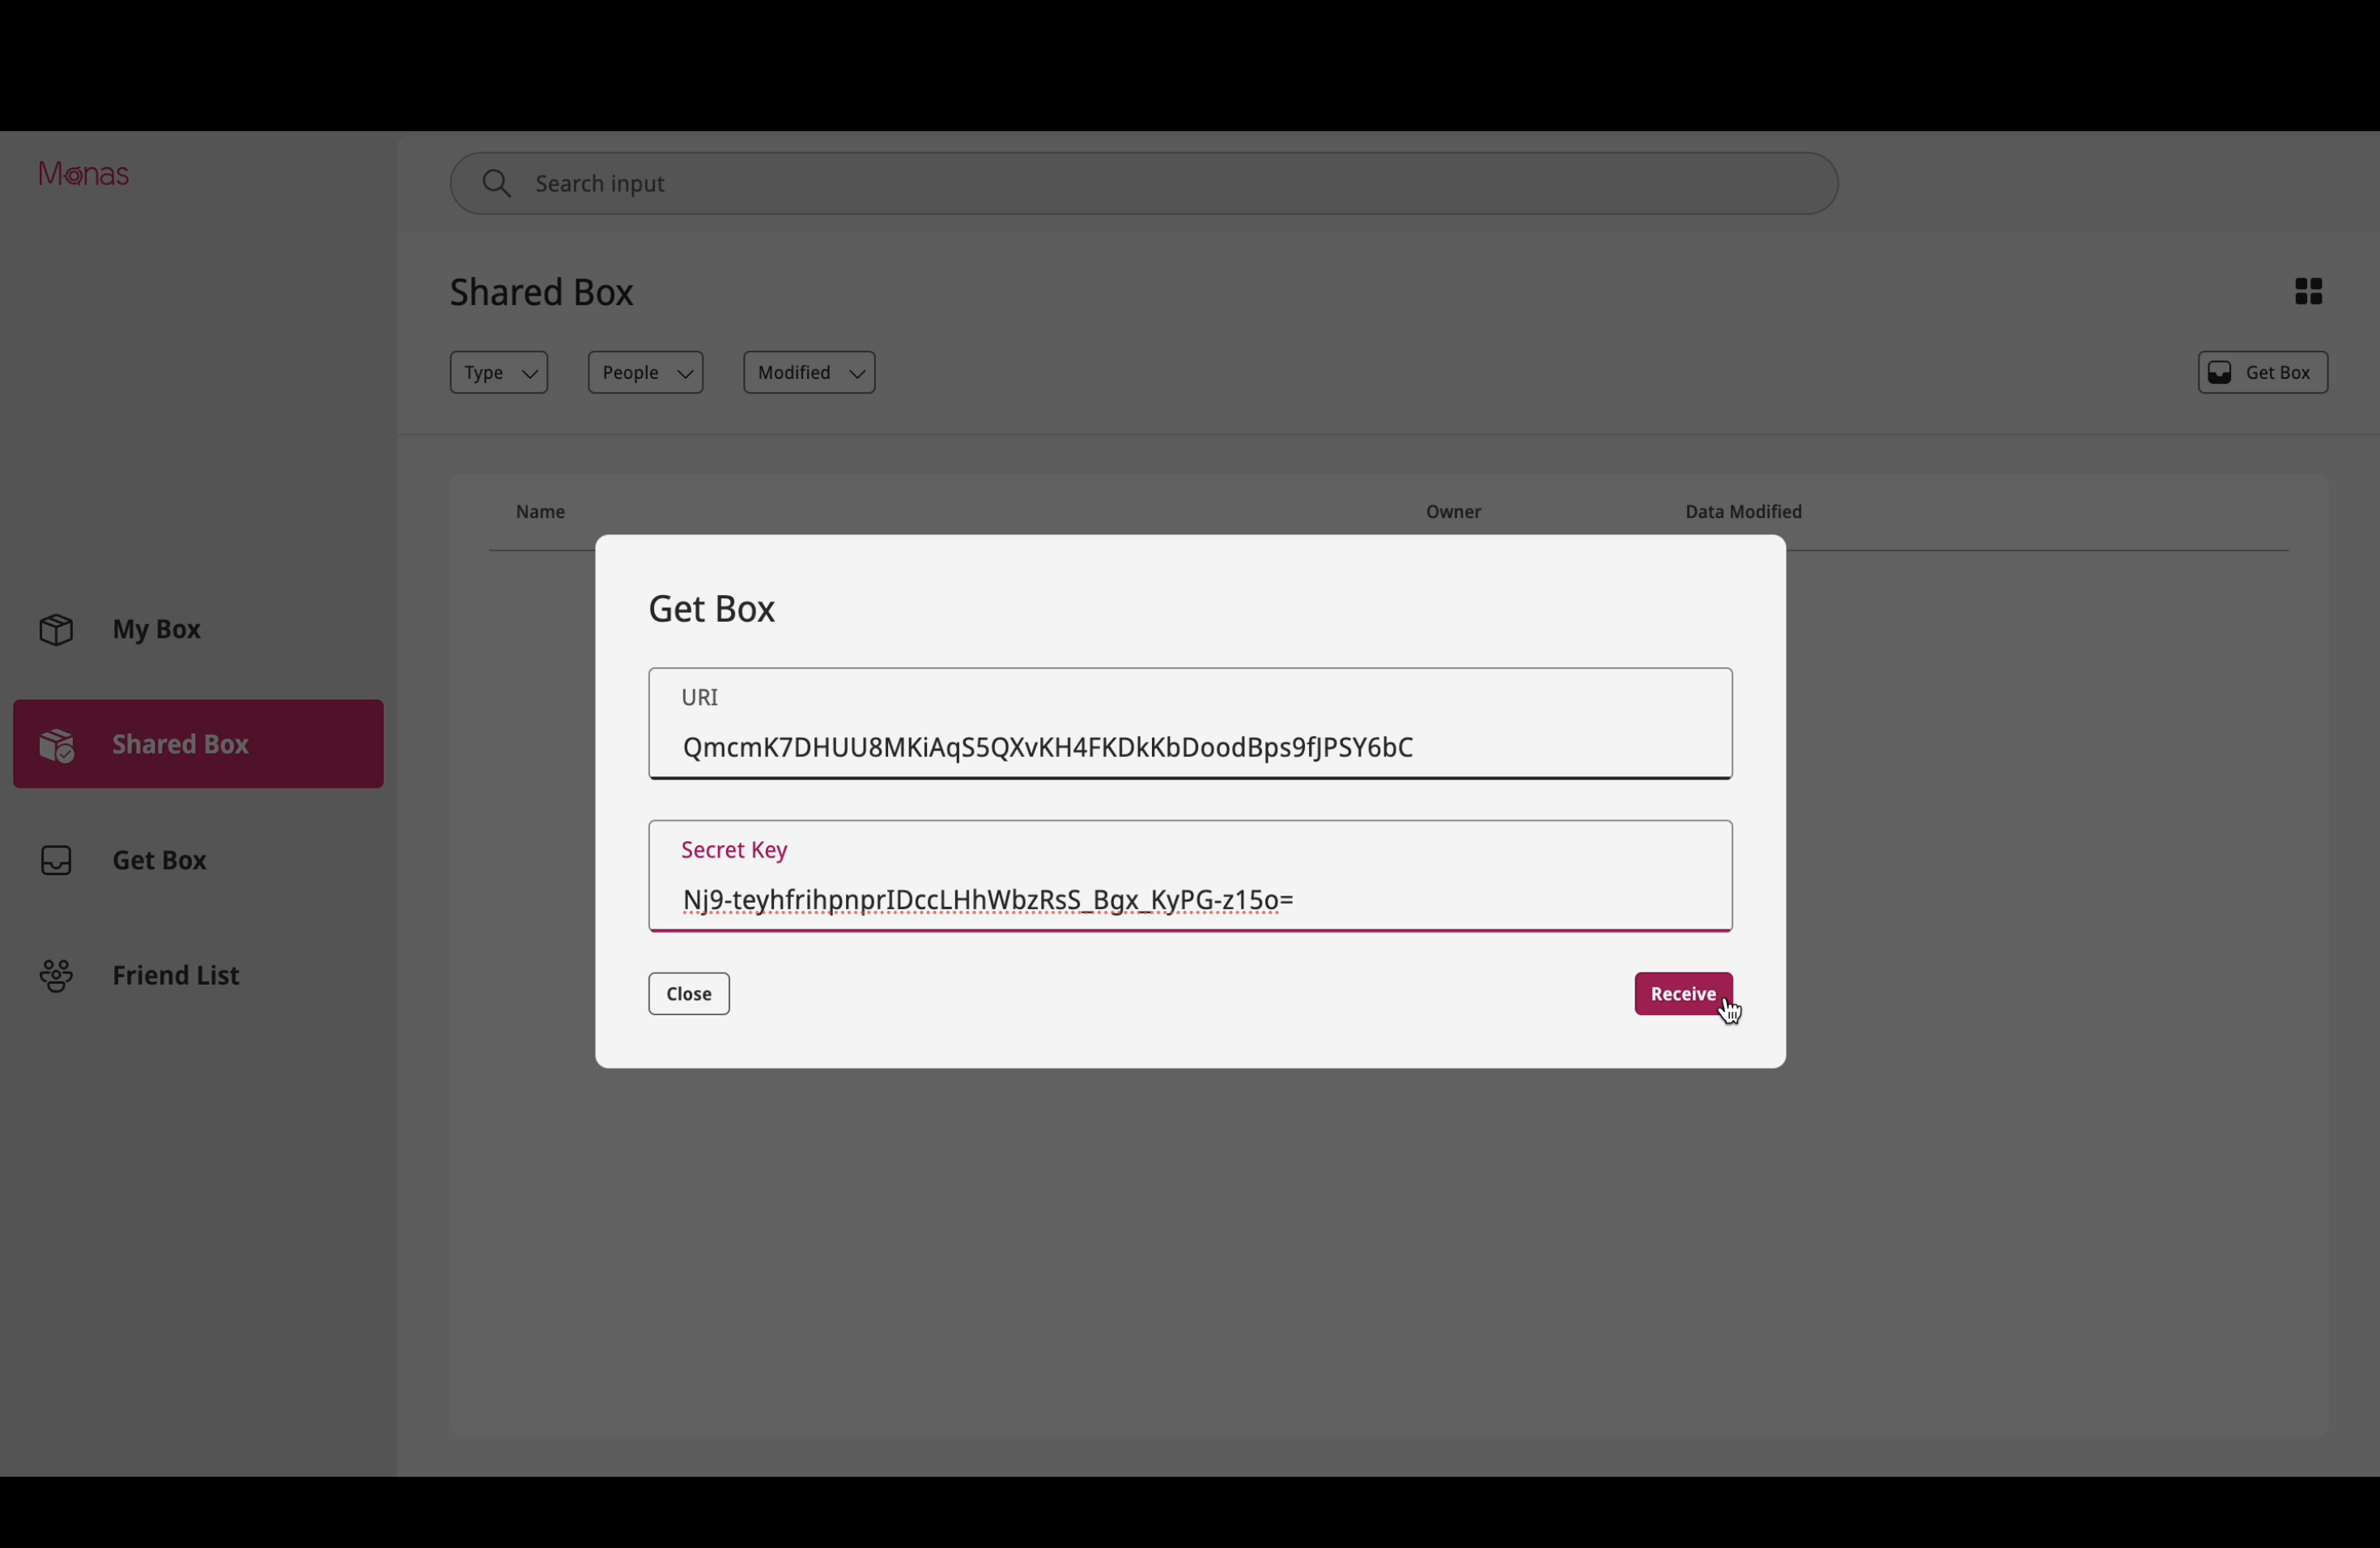 Monas
Search input
Shared Box
Type
People
Modified
Get Box
Name
Owner
Data Modified
My Box
Shared Box
Get Box
Friend List
Get Box
URI
QmcmK7DHUU8MKiAqS5QXvKH4FKDkKbDoodBps9fJPSY6bC
Secret Key
Nj9-teyhfrihpnprIDccLHhWbzRsS_Bgx_KyPG-z15o=
Close
Receive